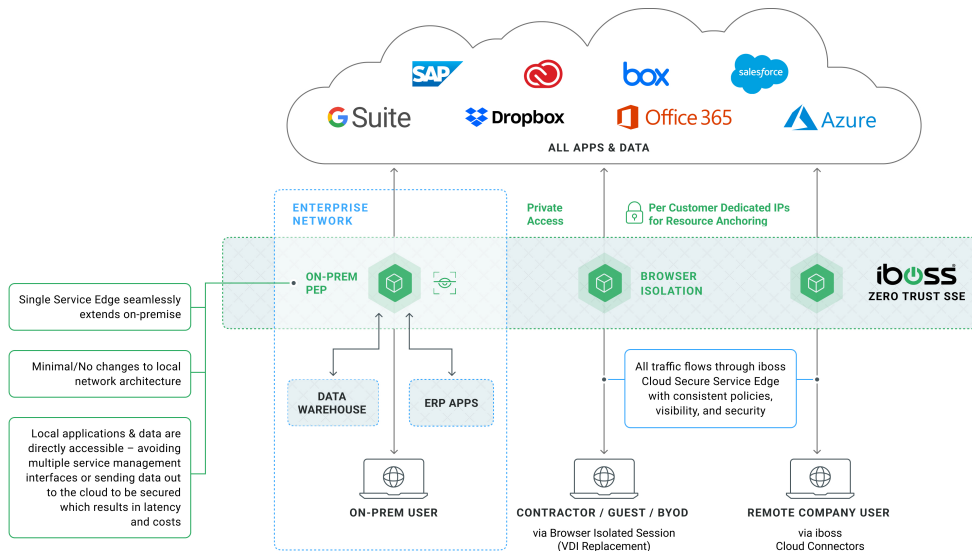 SAP
box
salesforce
G Suite
Dropbox
Office 365
Azure
ALL APPS & DATA
ENTERPRISE
NETWORK
Private
Access
Per Customer Dedicated IPs
for Resource Anchoring
ON-PREM
PEP
BROWSER
ISOLATION
iboss
ZERO TRUST SSE
Single Service Edge seamlessly
extends on-premise
Minimal/No changes to local
network architecture
Local applications & data are
directly accessible – avoiding
multiple service management
interfaces or sending data out
to the cloud to be secured
which results in latency
and costs
DATA
WAREHOUSE
ERP APPS
All traffic flows through iboss
Cloud Secure Service Edge
with consistent policies,
visibility, and security
ON-PREM USER
CONTRACTOR / GUEST / BYOD
via Browser Isolated Session
(VDI Replacement)
REMOTE COMPANY USER
via iboss
Cloud Connectors